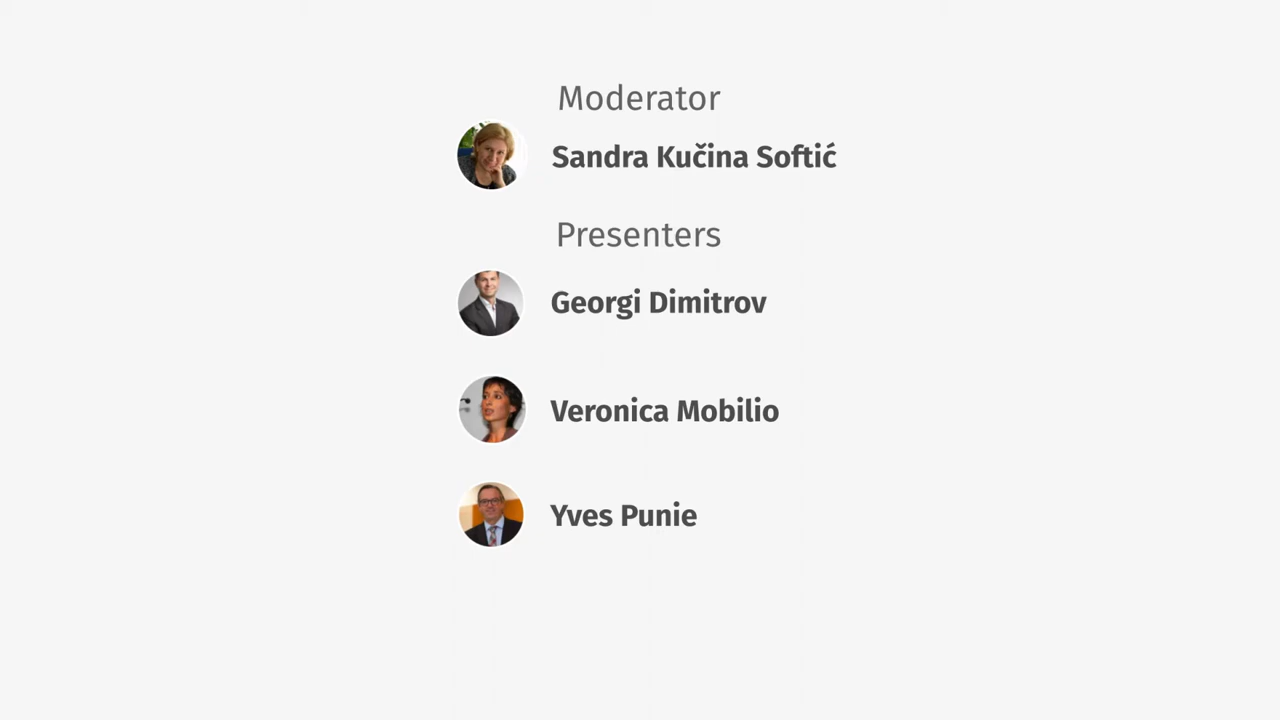 Moderator
Sandra Kučina Softić
Presenters
Georgi Dimitrov
Veronica Mobilio
Yves Punie